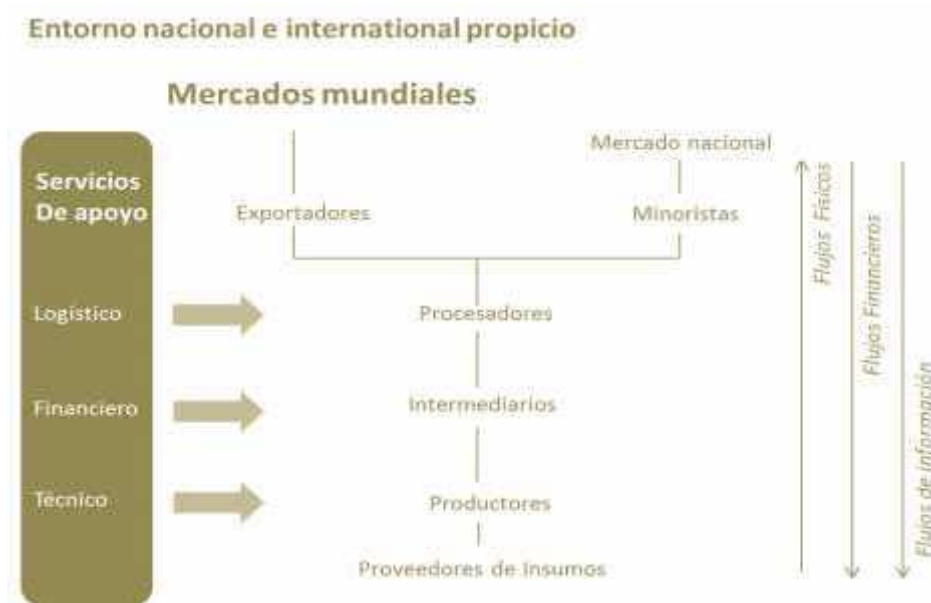 Entorno nacional e international propicio
Mercados mundiales
Mercado nacional
Servicios
De apoyo
Exportadores
Minoristas
Logístico
Procesadores
Financiero
Intermediarios
Técnico
Productores
Proveedores de Insumos
Flujos Físicos
Flujos Financieros
Flujos de información